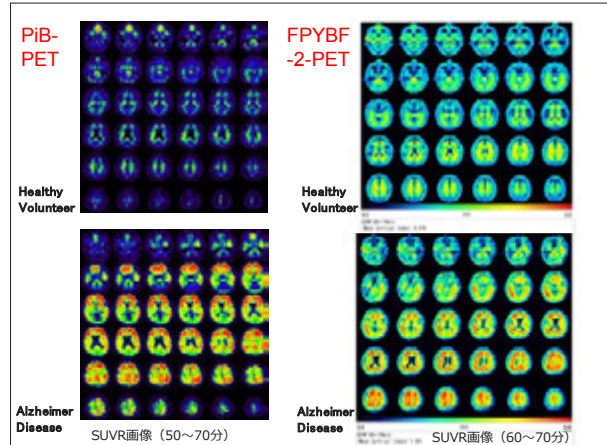 PiB-
PET
FPYBF
-2-PET
Healthy
Volunteer
Healthy
Volunteer
Alzheimer
Disease
SUVR画像（50～70分）
Alzheimer
Disease
SUVR画像（60～70分）